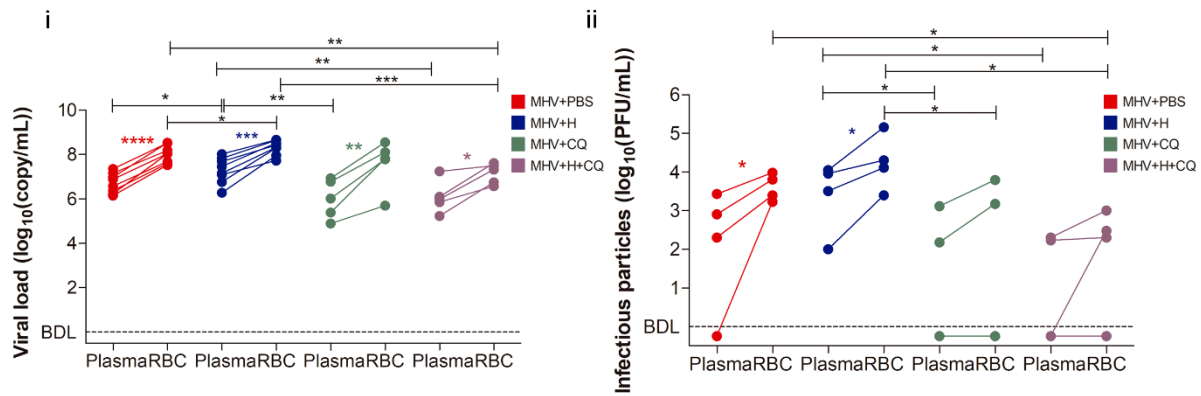 i
**
**
***
*
**
*
Viral load (log10(copy/mL))
10
8
6
4
2
BDL
****
***
**
*
PlasmaRBC PlasmaRBC PlasmaRBC PlasmaRBC
MHV+PBS
MHV+H
MHV+CQ
MHV+H+CQ
ii
*
*
*
*
*
Infectious particles (log10(PFU/mL))
6
5
4
3
2
1
BDL
*
*
PlasmaRBC PlasmaRBC PlasmaRBC PlasmaRBC
MHV+PBS
MHV+H
MHV+CQ
MHV+H+CQ